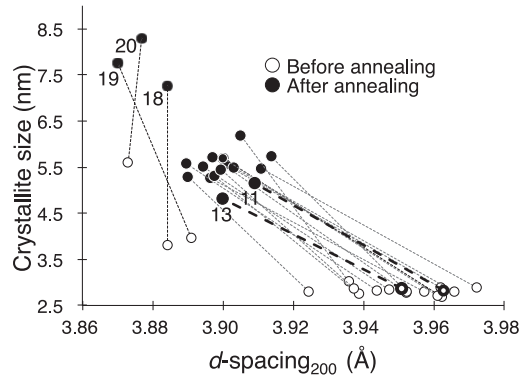 8.5
7.5
6.5
5.5
4.5
3.5
2.5
Crystallite size (nm)
20
19
18
13
11
Before annealing
After annealing
3.86 3.88 3.90 3.92 3.94 3.96 3.98
d-spacing200 (Å)